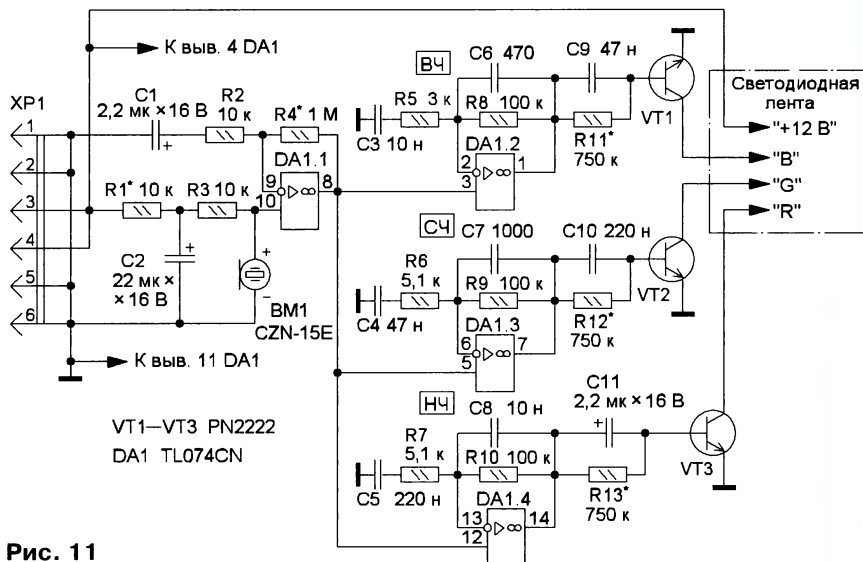 К выв. 4 DA1
ХР1
1
2
3
4
5
6
C1
2,2 мк × 16 В
+
R2
10 к
R4* 1 М
DA1.1
9
10
8
▷∞
R1* 10 к
R3 10 к
C2
22 мк ×
× 16 В
+
+
−
BM1
CZN-15E
К выв. 11 DA1
VT1—VT3 PN2222
DA1 TL074CN
ВЧ
C6 470
C9 47 н
R5 3 к
R8 100 к
C3 10 н
DA1.2
2
3
1
▷∞
R11*
750 к
VT1
СЧ
C7 1000
C10 220 н
R6
5,1 к
R9 100 к
C4 47 н
DA1.3
6
5
7
▷∞
R12*
750 к
VT2
НЧ
C8 10 н
C11
2,2 мк × 16 В
+
R7
5,1 к
R10 100 к
C5 220 н
DA1.4
13
12
14
▷∞
R13*
750 к
VT3
Светодиодная
лента
"+12 В"
"B"
"G"
"R"
Рис. 11